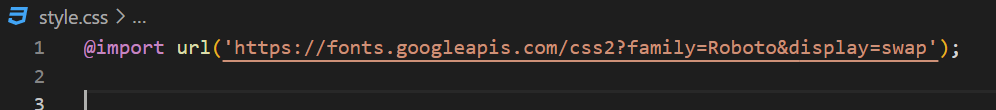 style.css > ...
1 @import url('https://fonts.googleapis.com/css2?family=Roboto&display=swap');
2
3